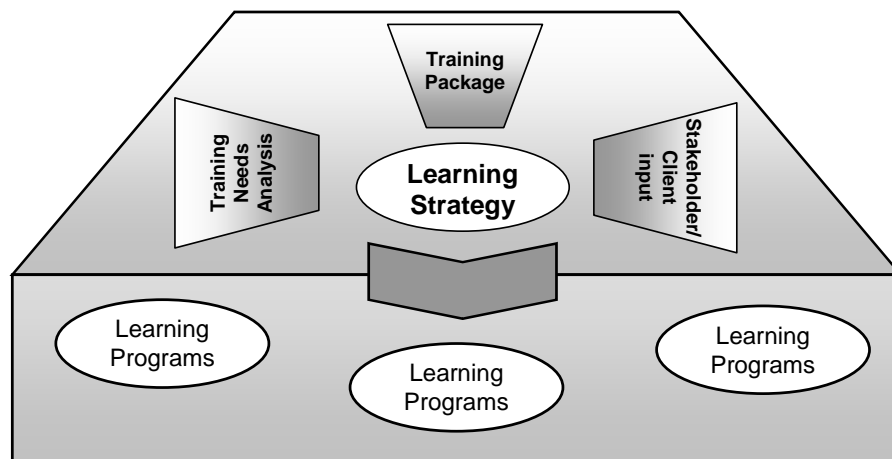 Training
Package
Training
Needs
Analysis
Learning
Strategy
Stakeholder/
Client
input
Learning
Programs
Learning
Programs
Learning
Programs